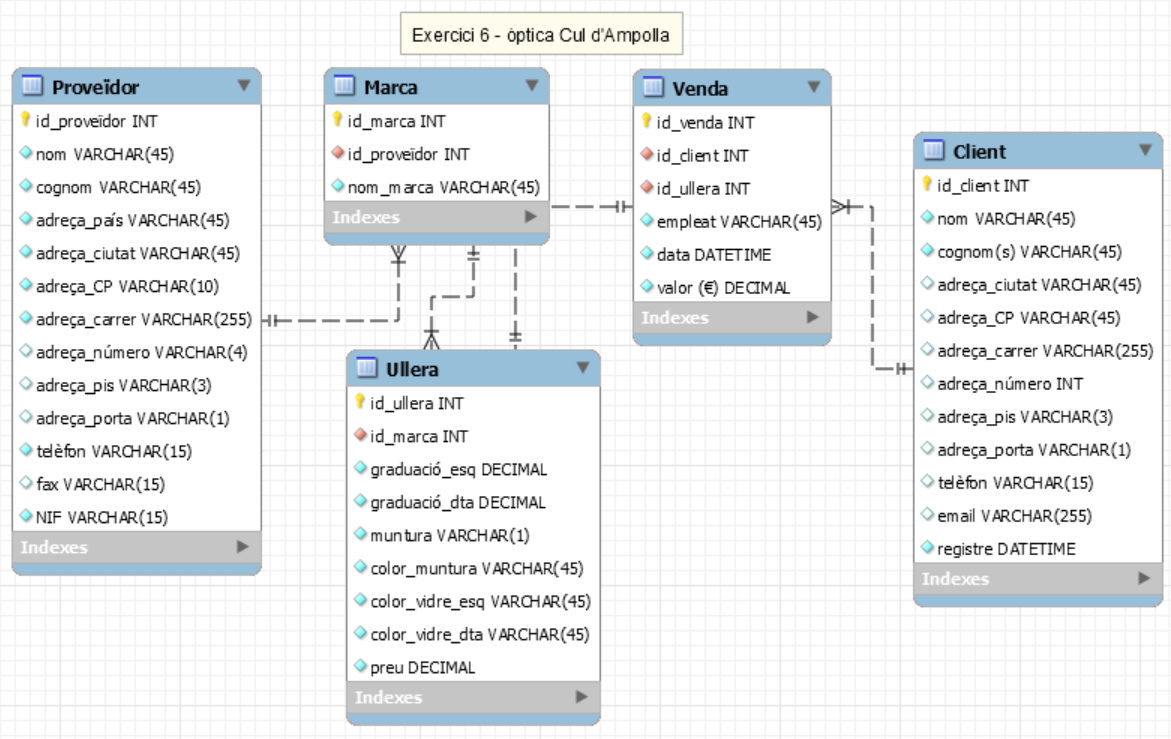 Exercici 6 - òptica Cul d'Ampolla
Proveïdor
id_proveïdor INT
nom VARCHAR(45)
cognom VARCHAR(45)
adreça_país VARCHAR(45)
adreça_ciutat VARCHAR(45)
adreça_CP VARCHAR(10)
adreça_carrer VARCHAR(255)
adreça_número VARCHAR(4)
adreça_pis VARCHAR(3)
adreça_porta VARCHAR(1)
telèfon VARCHAR(15)
fax VARCHAR(15)
NIF VARCHAR(15)
Indexes
Marca
id_marca INT
id_proveïdor INT
nom_marca VARCHAR(45)
Indexes
Ullera
id_ullera INT
id_marca INT
graduació_esq DECIMAL
graduació_dta DECIMAL
muntura VARCHAR(1)
color_muntura VARCHAR(45)
color_vidre_esq VARCHAR(45)
color_vidre_dta VARCHAR(45)
preu DECIMAL
Indexes
Venda
id_venda INT
id_client INT
id_ullera INT
empleat VARCHAR(45)
data DATETIME
valor (€) DECIMAL
Indexes
Client
id_client INT
nom VARCHAR(45)
cognom(s) VARCHAR(45)
adreça_ciutat VARCHAR(45)
adreça_CP VARCHAR(45)
adreça_carrer VARCHAR(255)
adreça_número INT
adreça_pis VARCHAR(3)
adreça_porta VARCHAR(1)
telèfon VARCHAR(15)
email VARCHAR(255)
registre DATETIME
Indexes